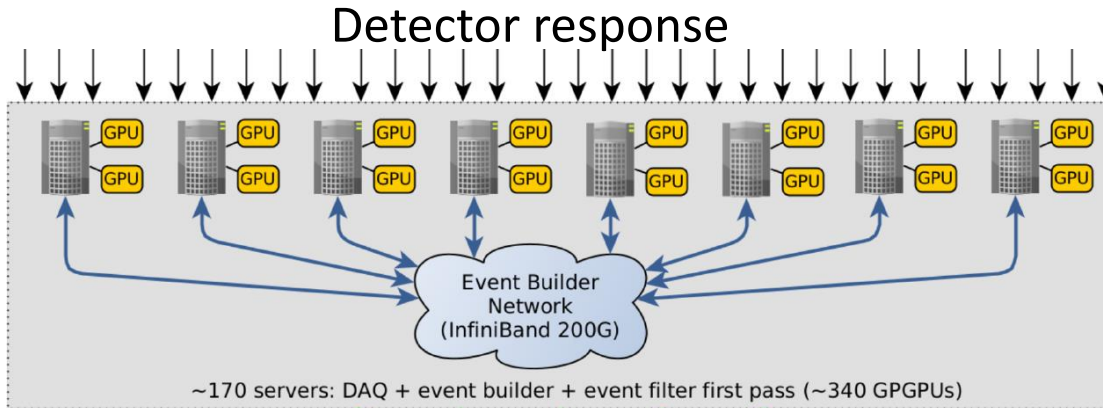 Detector response
GPU GPU GPU GPU GPU GPU GPU GPU
GPU GPU GPU GPU GPU GPU GPU GPU
Event Builder
Network
(InfiniBand 200G)
~170 servers: DAQ + event builder + event filter first pass (~340 GPGPUs)